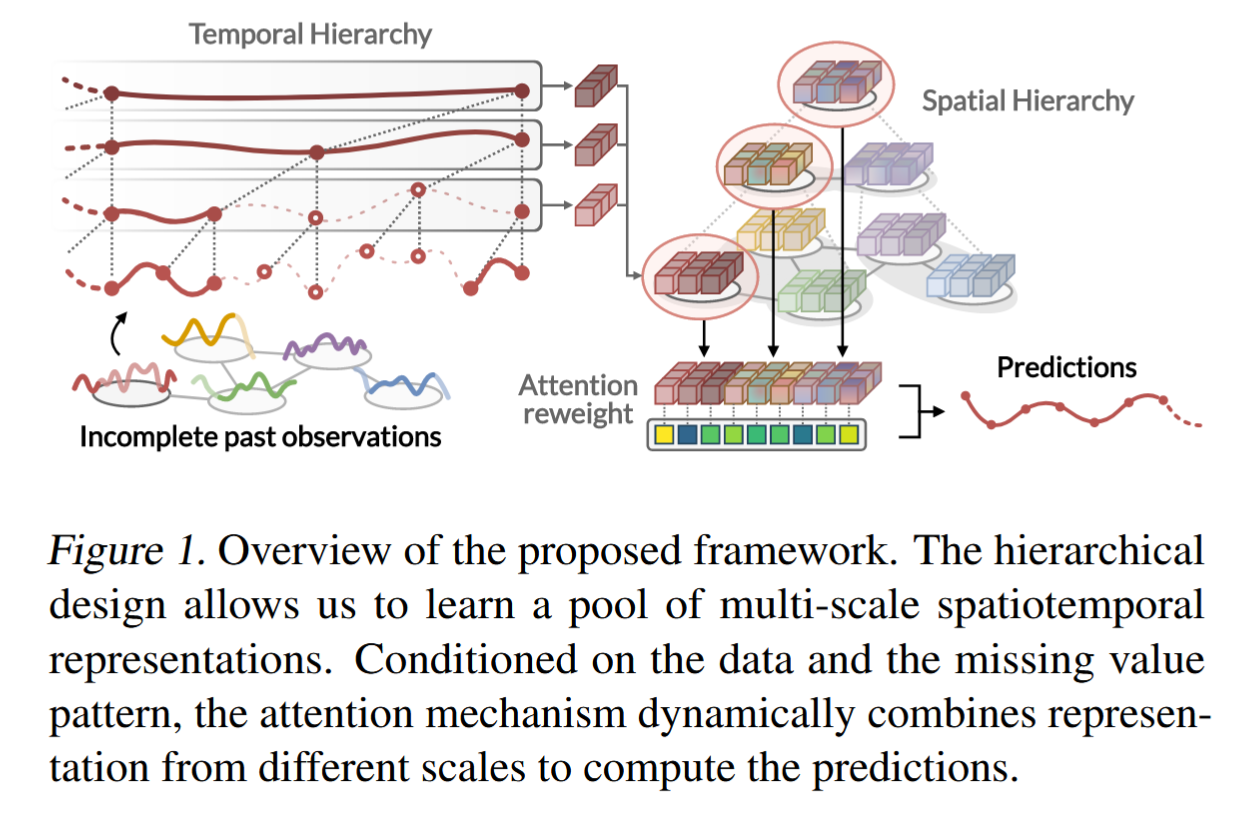 Temporal Hierarchy
Spatial Hierarchy
Incomplete past observations
Attention
reweight
Predictions
Figure 1. Overview of the proposed framework. The hierarchical
design allows us to learn a pool of multi-scale spatiotemporal
representations. Conditioned on the data and the missing value
pattern, the attention mechanism dynamically combines represen-
tation from different scales to compute the predictions.